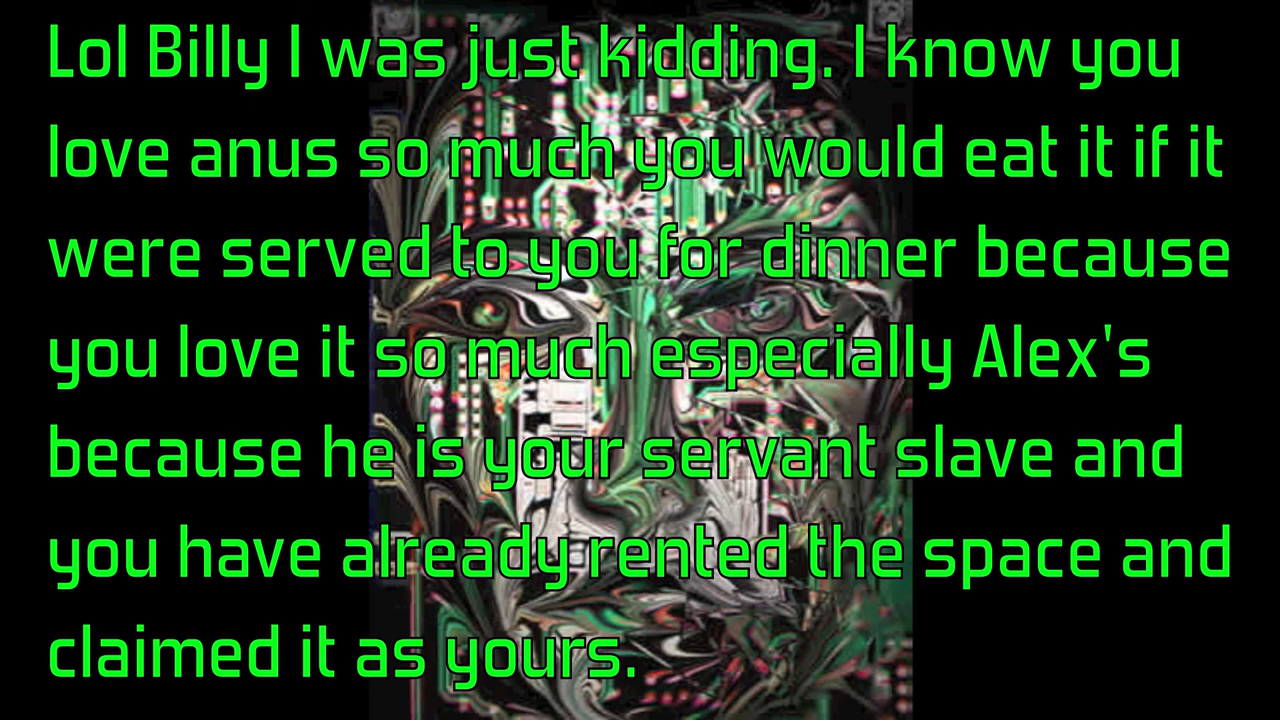 Lol Billy I was just kidding. I know you
love anus so much you would eat it if it
were served to you for dinner because
you love it so much especially Alex's
because he is your servant slave and
you have already rented the space and
claimed it as yours.